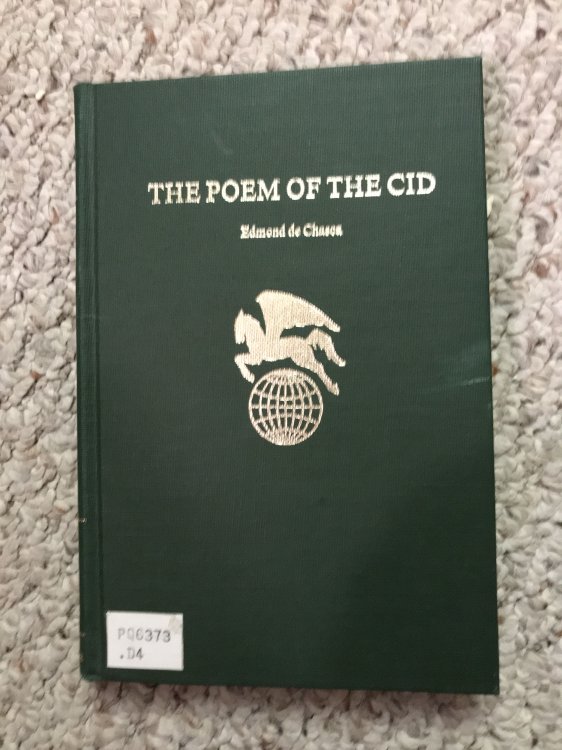 THE POEM OF THE CID
Edmond de Chasca
PQ6373
.D4